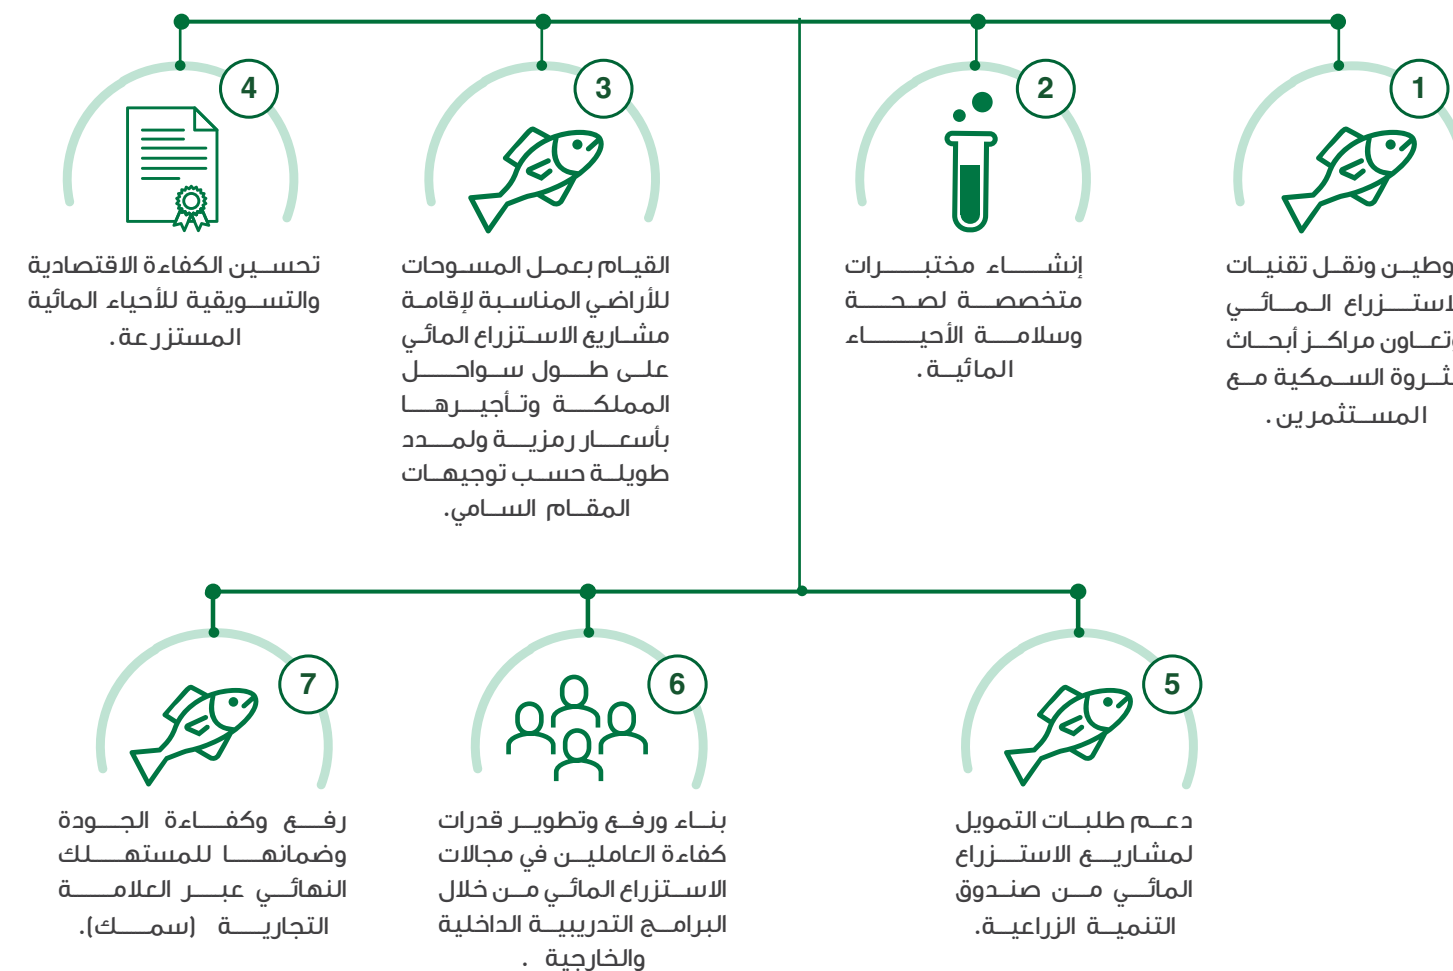 1
وطين ونقل تقنيات
لاستزراع المائي
وتعاون مراكز أبحاث
ثروة السمكية مع
المستثمرين.
2
إنشاء مختبرات
متخصصة لصحة
وسلامة الأحياء
المائية.
3
القيام بعمل المسوحات
للأراضي المناسبة لإقامة
مشاريع الاستزراع المائي
على طول سواحل
المملكة وتأجيرها
بأسعار رمزية ولمدد
طويلة حسب توجيهات
المقام السامي.
4
تحسين الكفاءة الاقتصادية
والتسويقية للأحياء المائية
المستزرعة.
5
دعم طلبات التمويل
لمشاريع الاستزراع
المائي من صندوق
التنمية الزراعية.
6
بناء ورفع وتطوير قدرات
كفاءة العاملين في مجالات
الاستزراع المائي من خلال
البرامج التدريبية الداخلية
والخارجية .
7
رفع وكفاءة الجودة
وضمانها للمستهلك
النهائي عبر العلامة
التجارية (سمك).